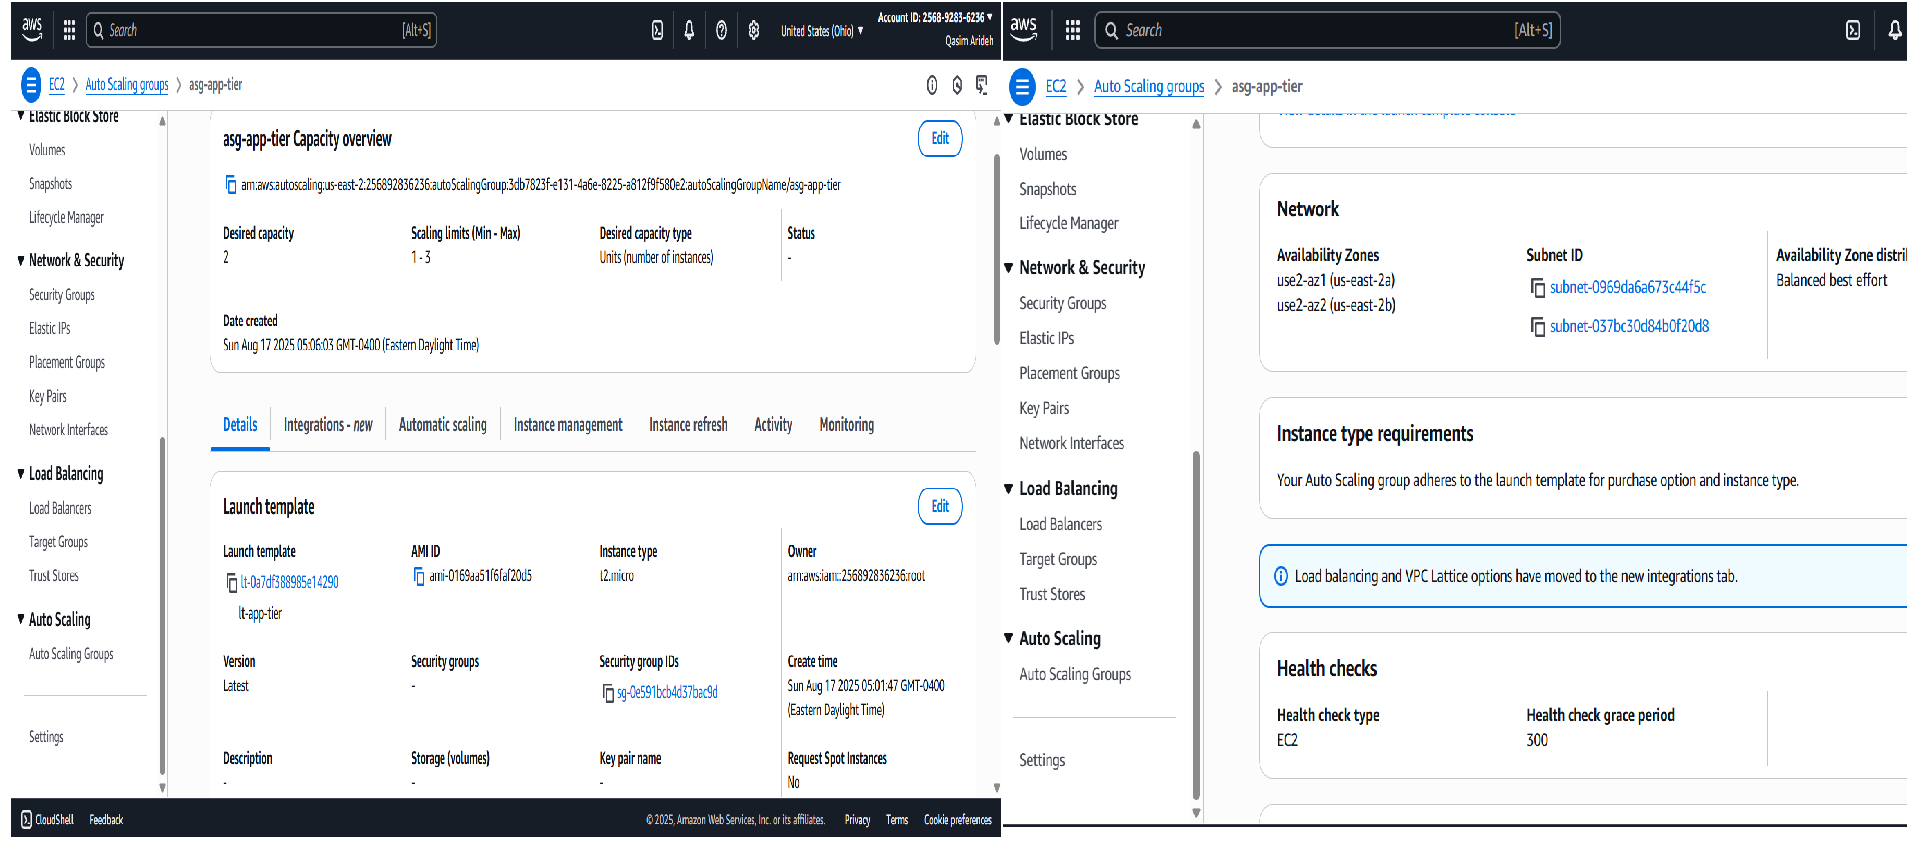 aws
Search
[Alt+S]
United States (Ohio) ▼
Account ID: 2568-9283-6236 ▼
Qasim Arideh
EC2 > Auto Scaling groups > asg-app-tier
Elastic Block Store
Volumes
Snapshots
Lifecycle Manager
Network & Security
Security Groups
Elastic IPs
Placement Groups
Key Pairs
Network Interfaces
Load Balancing
Load Balancers
Target Groups
Trust Stores
Auto Scaling
Auto Scaling Groups
Settings
asg-app-tier Capacity overview
Edit
arn:aws:autoscaling:us-east-2:256892836236:autoScalingGroup:3db7823f-e131-4a6e-8225-a812f9f580e2:autoScalingGroupName/asg-app-tier
Desired capacity
2
Scaling limits (Min - Max)
1 - 3
Desired capacity type
Units (number of instances)
Status
-
Date created
Sun Aug 17 2025 05:06:03 GMT-0400 (Eastern Daylight Time)
Details
Integrations - new
Automatic scaling
Instance management
Instance refresh
Activity
Monitoring
Launch template
Edit
Launch template
lt-0a7df388985e14290
lt-app-tier
AMI ID
ami-0169aa51f6faf20d5
Instance type
t2.micro
Owner
arn:aws:iam::256892836236:root
Version
Latest
Security groups
-
Security group IDs
sg-0e591bcb4d37bac9d
Create time
Sun Aug 17 2025 05:01:47 GMT-0400
(Eastern Daylight Time)
Description
-
Storage (volumes)
-
Key pair name
-
Request Spot Instances
No
CloudShell
Feedback
© 2025, Amazon Web Services, Inc. or its affiliates.
Privacy
Terms
Cookie preferences
aws
Search
[Alt+S]
EC2 > Auto Scaling groups > asg-app-tier
Elastic Block Store
Volumes
Snapshots
Lifecycle Manager
Network & Security
Security Groups
Elastic IPs
Placement Groups
Key Pairs
Network Interfaces
Load Balancing
Load Balancers
Target Groups
Trust Stores
Auto Scaling
Auto Scaling Groups
Settings
View details in the launch template console
Network
Availability Zones
use2-az1 (us-east-2a)
use2-az2 (us-east-2b)
Subnet ID
subnet-0969da6a673c44f5c
subnet-037bc30d84b0f20d8
Availability Zone distri
Balanced best effort
Instance type requirements
Your Auto Scaling group adheres to the launch template for purchase option and instance type.
Load balancing and VPC Lattice options have moved to the new integrations tab.
Health checks
Health check type
EC2
Health check grace period
300